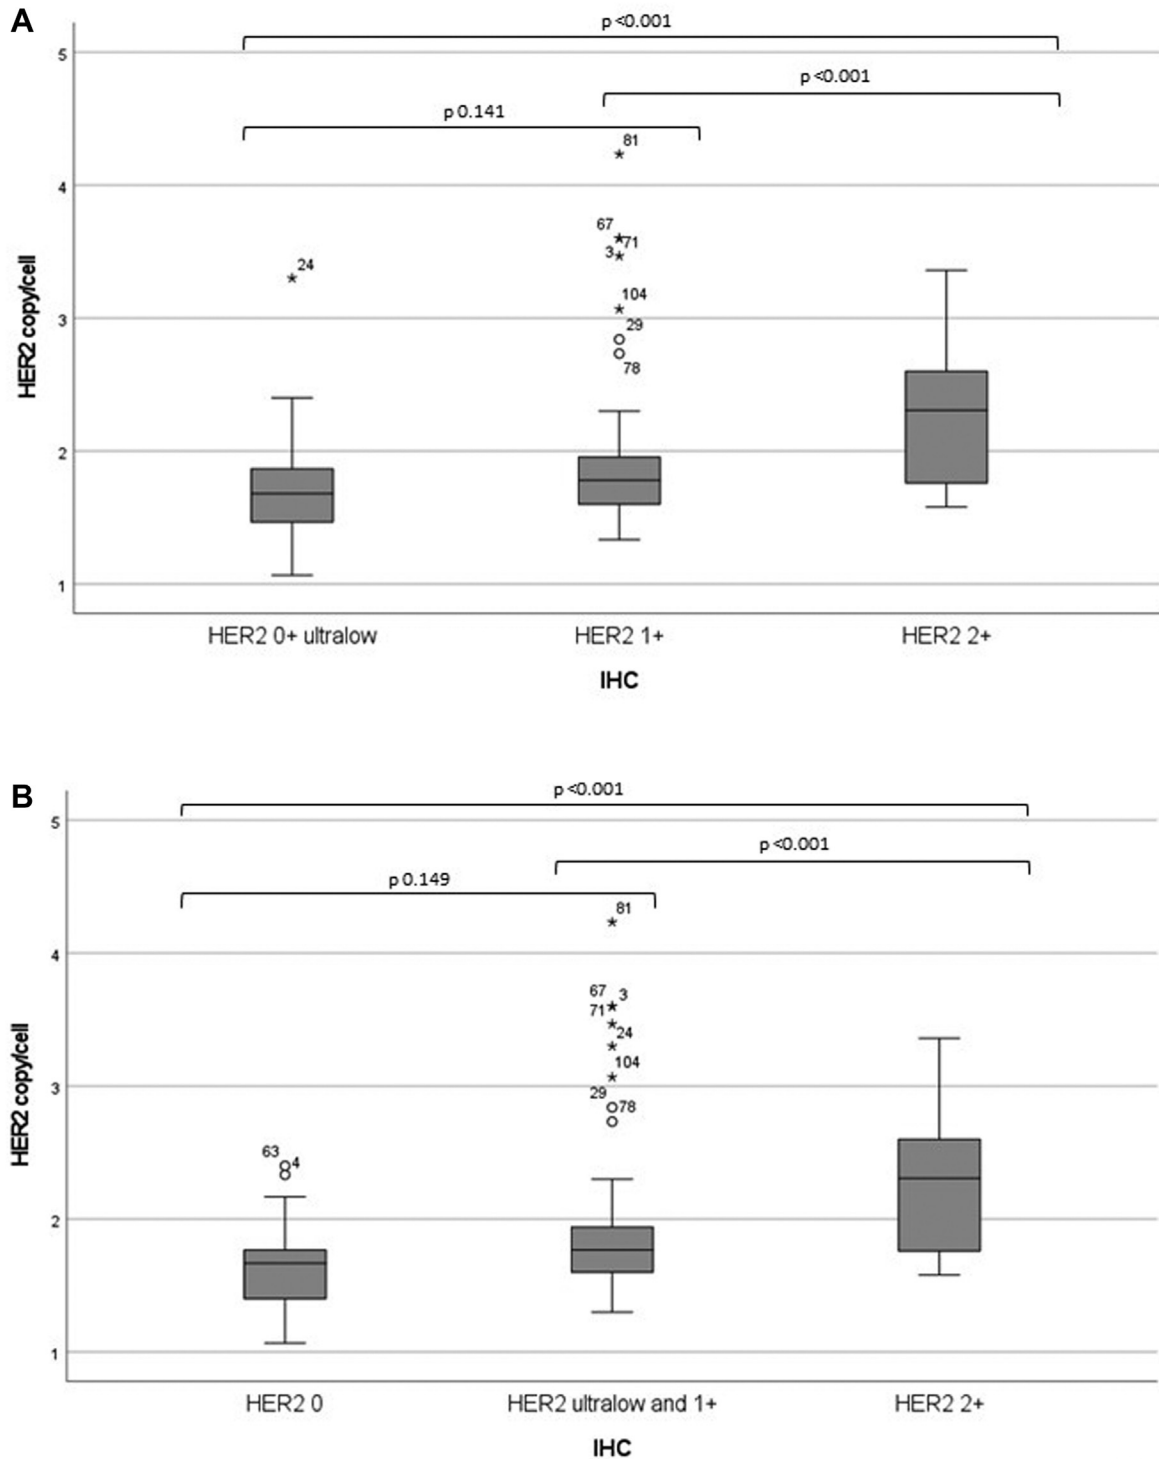 A
p <0.001
5
p <0.001
p 0.141
81
4
67
71
3
24
104
3
29
78
HER2 copy/cell
2
1
HER2 0+ ultralow
HER2 1+
HER2 2+
IHC
B
p <0.001
5
p <0.001
p 0.149
81
4
67
3
71
24
104
3
29
78
HER2 copy/cell
63
4
2
1
HER2 0
HER2 ultralow and 1+
HER2 2+
IHC